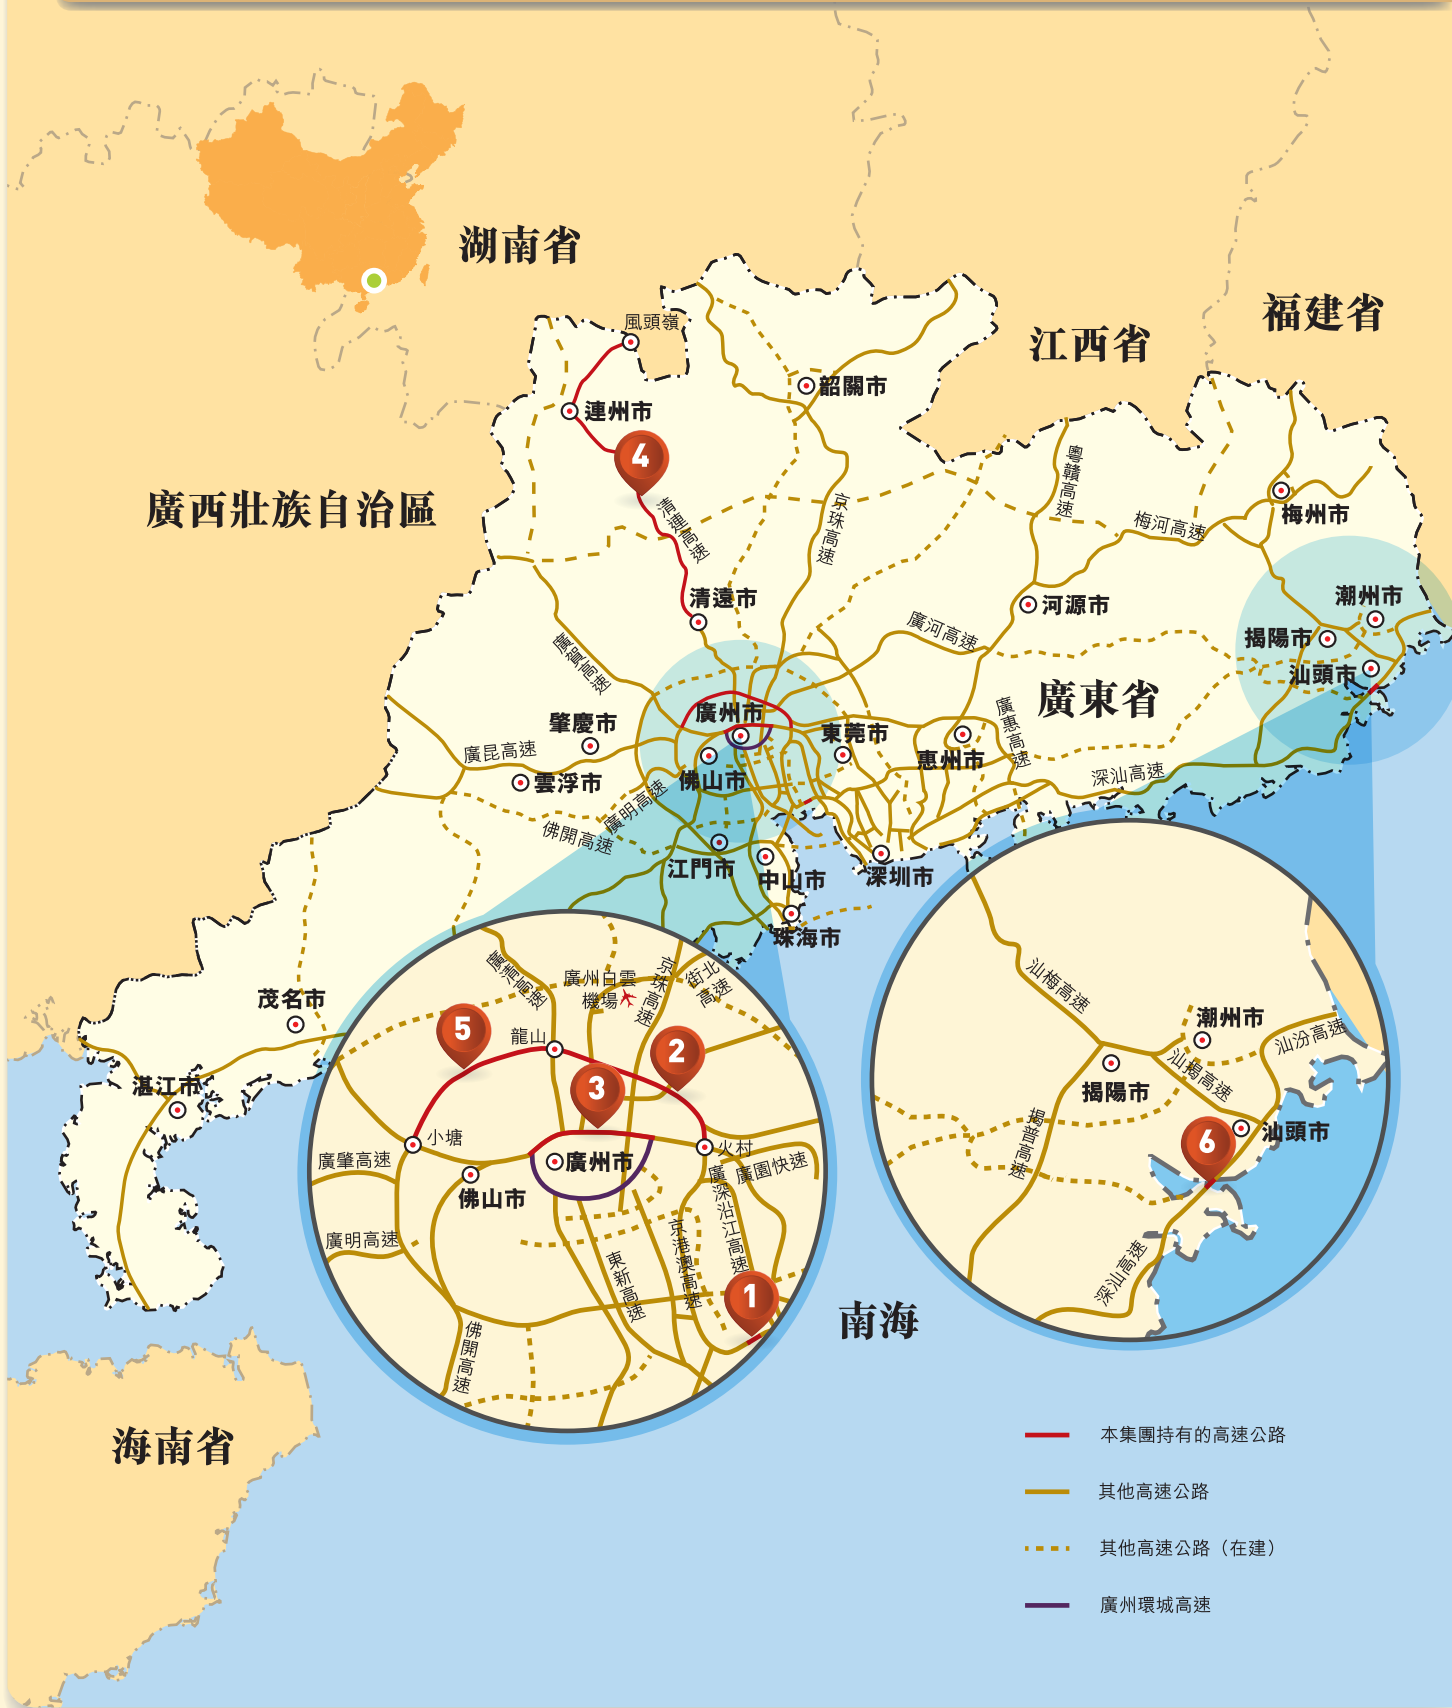 湖南省
福建省
江西省
風頭嶺
韶關市
連州市
4
粵贛高速
廣西壯族自治區
清連高速
京珠高速
梅河高速
梅州市
清遠市
潮州市
河源市
揭陽市
廣河高速
廣賀高速
汕頭市
廣東省
廣州市
肇慶市
東莞市
廣惠高速
廣昆高速
惠州市
佛山市
雲浮市
深汕高速
廣明高速
佛開高速
江門市
中山市
深圳市
珠海市
茂名市
湛江市
廣清高速
廣州白雲
機場
京珠高速
街北
高速
5
龍山
2
3
小塘
火村
廣肇高速
廣州市
廣園快速
佛山市
廣深沿江高速
廣明高速
京港澳高速
東新高速
1
佛開高速
汕梅高速
潮州市
汕汾高速
汕揭高速
揭陽市
揭普高速
6
汕頭市
深汕高速
南海
海南省
本集團持有的高速公路
其他高速公路
其他高速公路（在建）
廣州環城高速